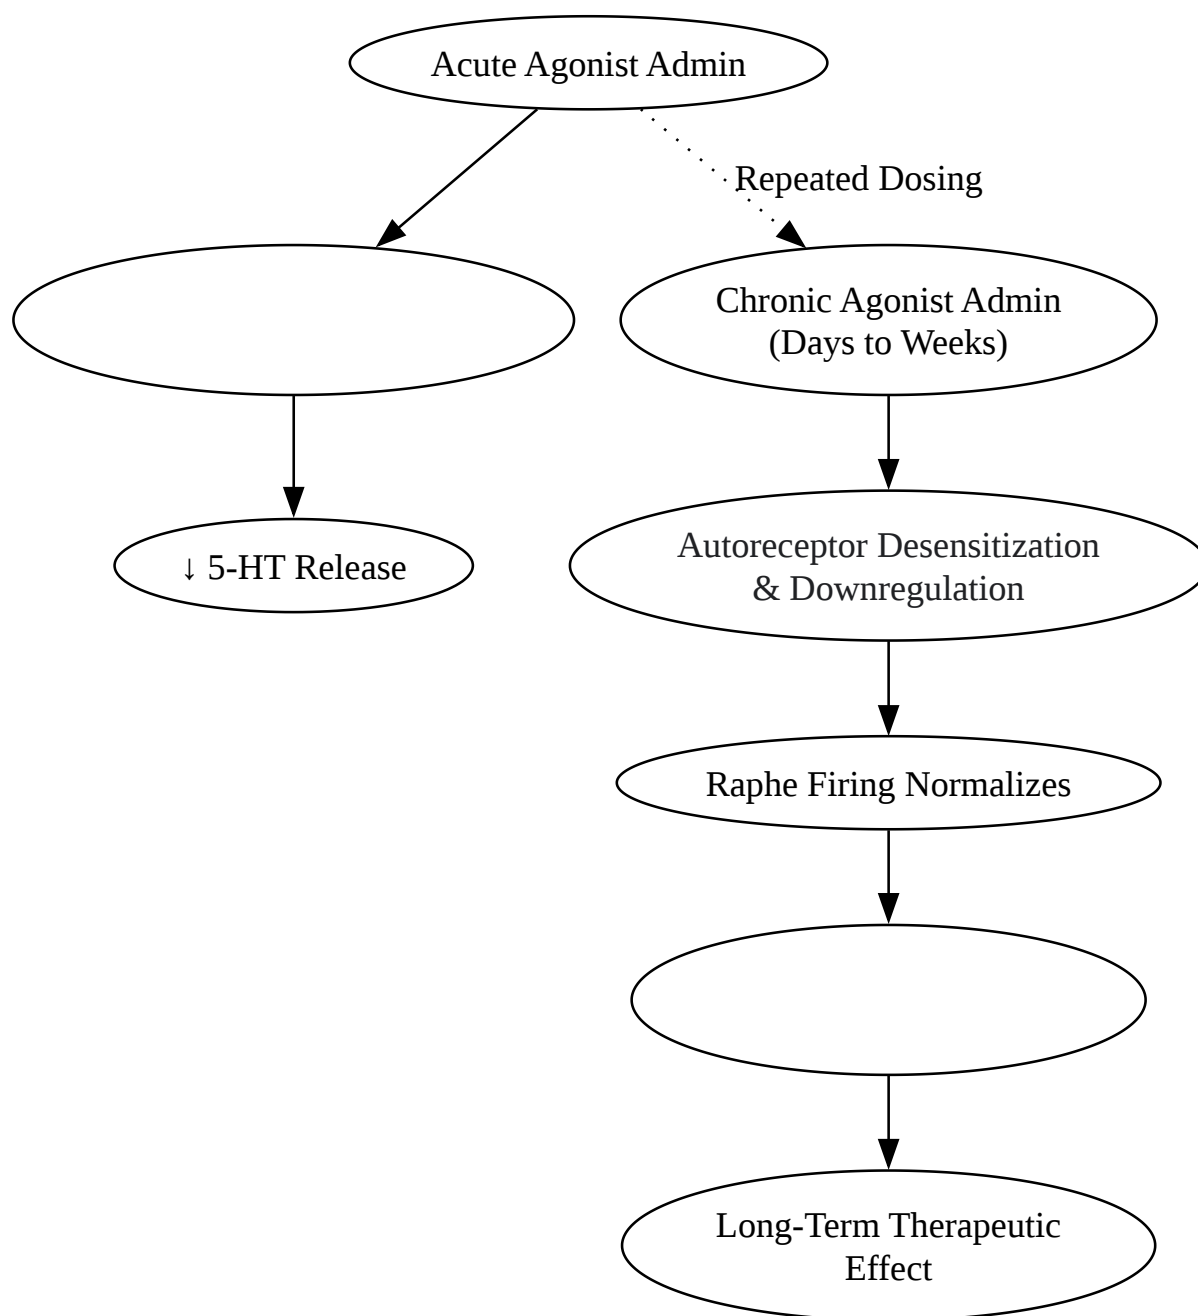 Acute Agonist Admin
Repeated Dosing
Chronic Agonist Admin
(Days to Weeks)
↓ 5-HT Release
Autoreceptor Desensitization
& Downregulation
Raphe Firing Normalizes
Long-Term Therapeutic
Effect